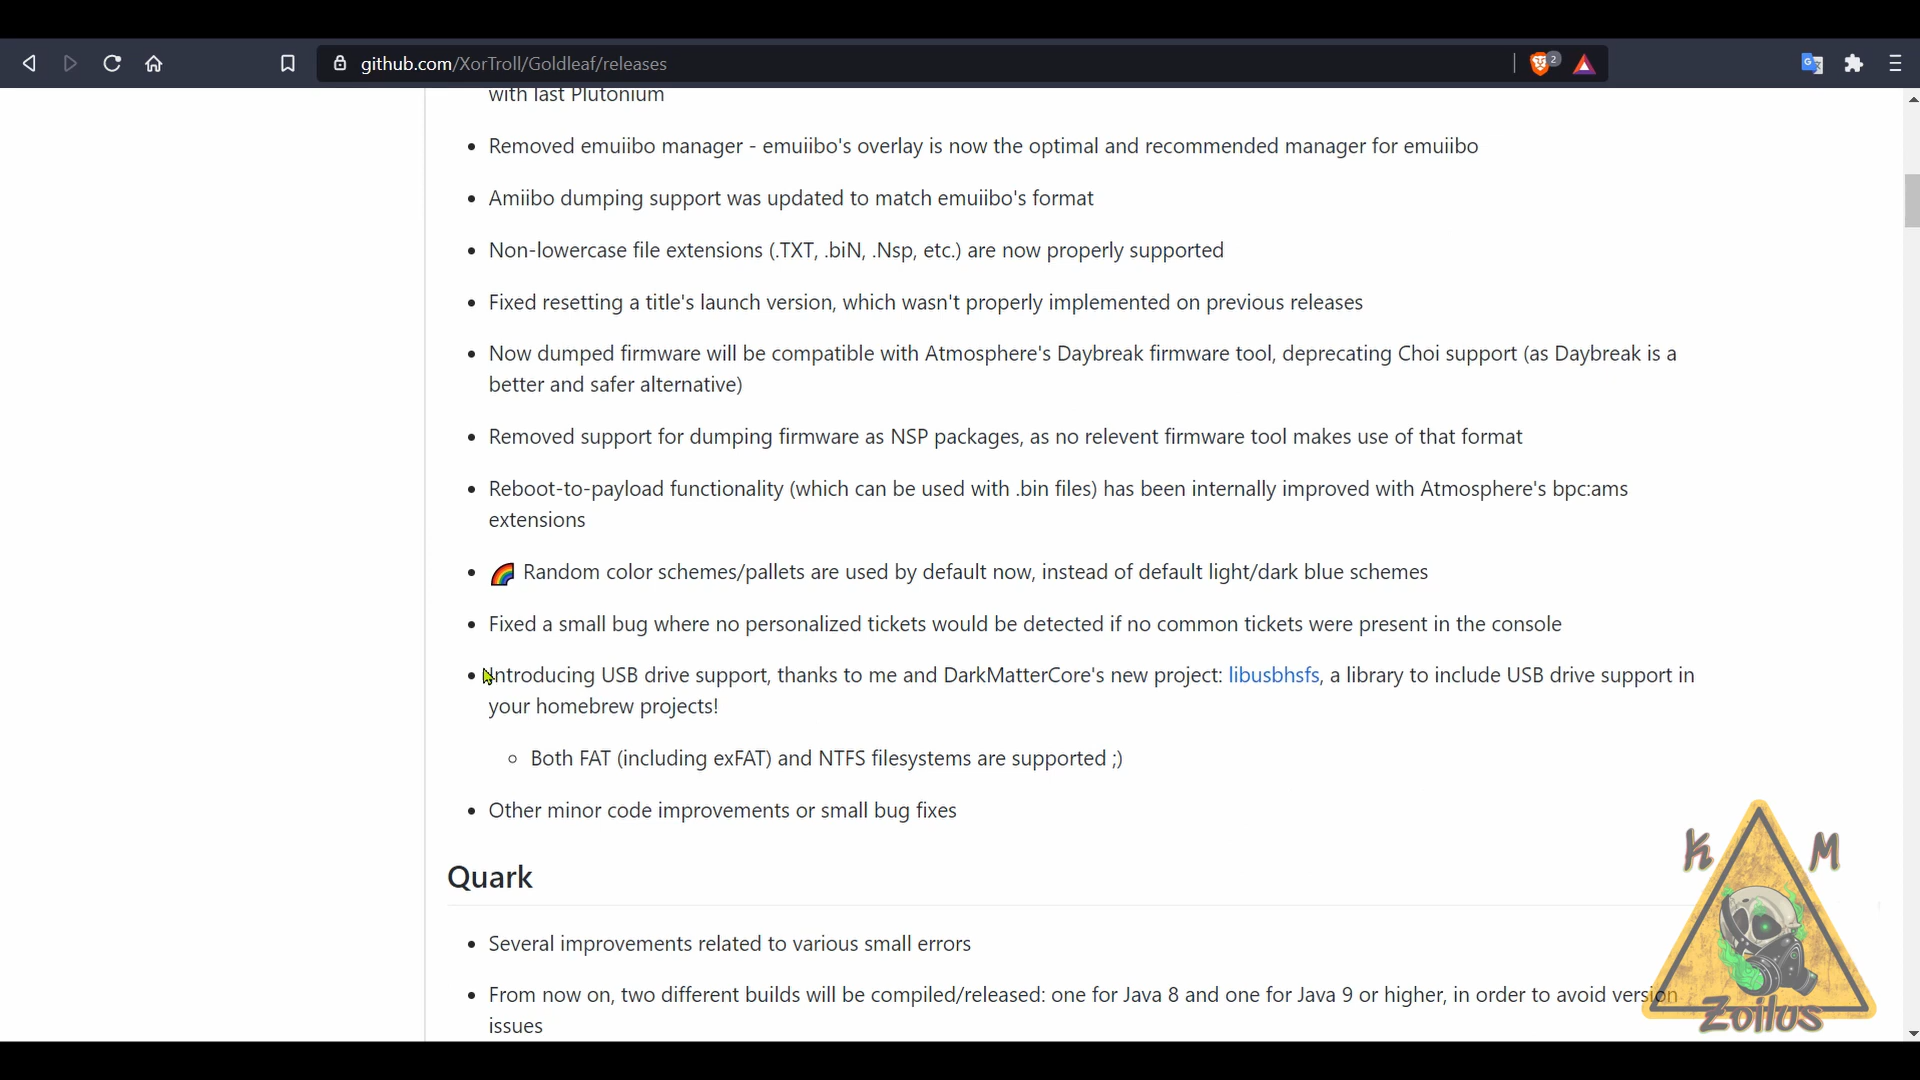 github.com/XorTroll/Goldleaf/releases
2
with last Plutonium
Removed emuiibo manager - emuiibo's overlay is now the optimal and recommended manager for emuiibo
Amiibo dumping support was updated to match emuiibo's format
Non-lowercase file extensions (.TXT, .biN, .Nsp, etc.) are now properly supported
Fixed resetting a title's launch version, which wasn't properly implemented on previous releases
Now dumped firmware will be compatible with Atmosphere's Daybreak firmware tool, deprecating Choi support (as Daybreak is a
better and safer alternative)
Removed support for dumping firmware as NSP packages, as no relevent firmware tool makes use of that format
Reboot-to-payload functionality (which can be used with .bin files) has been internally improved with Atmosphere's bpc:ams
extensions
🌈 Random color schemes/pallets are used by default now, instead of default light/dark blue schemes
Fixed a small bug where no personalized tickets would be detected if no common tickets were present in the console
Introducing USB drive support, thanks to me and DarkMatterCore's new project: libusbhsfs, a library to include USB drive support in
your homebrew projects!
Both FAT (including exFAT) and NTFS filesystems are supported ;)
Other minor code improvements or small bug fixes
Quark
Several improvements related to various small errors
From now on, two different builds will be compiled/released: one for Java 8 and one for Java 9 or higher, in order to avoid version
issues
K M
Zoilus